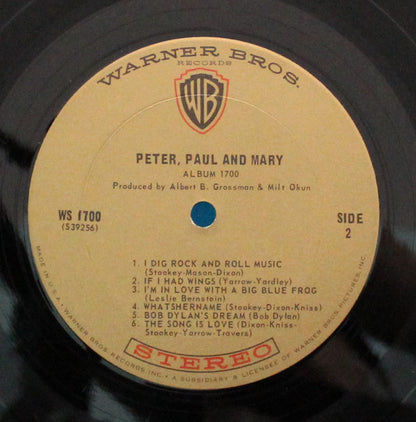 WARNER BROS.
RECORDS
WB
PETER, PAUL AND MARY
ALBUM 1700
Produced by Albert B. Grossman & Milt Okun
WS 1700
(S39256)
SIDE
2
1. I DIG ROCK AND ROLL MUSIC
(Stookey-Mason-Dixon)
2. IF I HAD WINGS (Yarrow-Yardley)
3. I'M IN LOVE WITH A BIG BLUE FROG
(Leslie Bernstein)
4. WHATSHERNAME (Stookey-Dixon-Kniss)
5. BOB DYLAN'S DREAM (Bob Dylan)
6. THE SONG IS LOVE (Dixon-Kniss-
Stookey-Yarrow-Travers)
STEREO
MADE IN U.S.A. • WARNER BROS. RECORDS INC. • A SUBSIDIARY & LICENSEE OF WARNER BROS. PICTURES, INC.